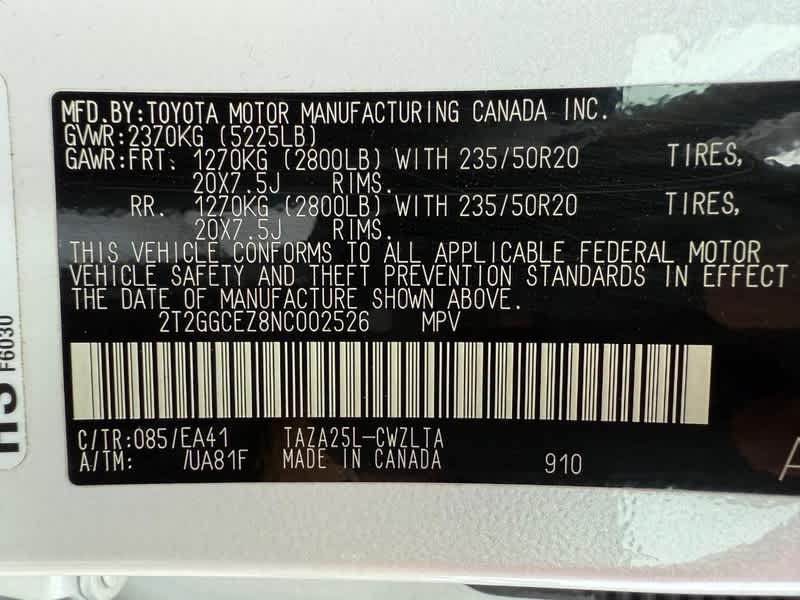 MFD.BY:TOYOTA MOTOR MANUFACTURING CANADA INC.
GVWR:2370KG (5225LB)
GAWR:FRT. 1270KG (2800LB) WITH 235/50R20 TIRES,
20X7.5J RIMS.
RR. 1270KG (2800LB) WITH 235/50R20 TIRES,
20X7.5J RIMS.
THIS VEHICLE CONFORMS TO ALL APPLICABLE FEDERAL MOTOR
VEHICLE SAFETY AND THEFT PREVENTION STANDARDS IN EFFECT
THE DATE OF MANUFACTURE SHOWN ABOVE.
2T2GGCEZ8NC002526 MPV
C/TR:085/EA41 TAZA25L-CWZLTA
A/TM: /UA81F MADE IN CANADA 910
F6030